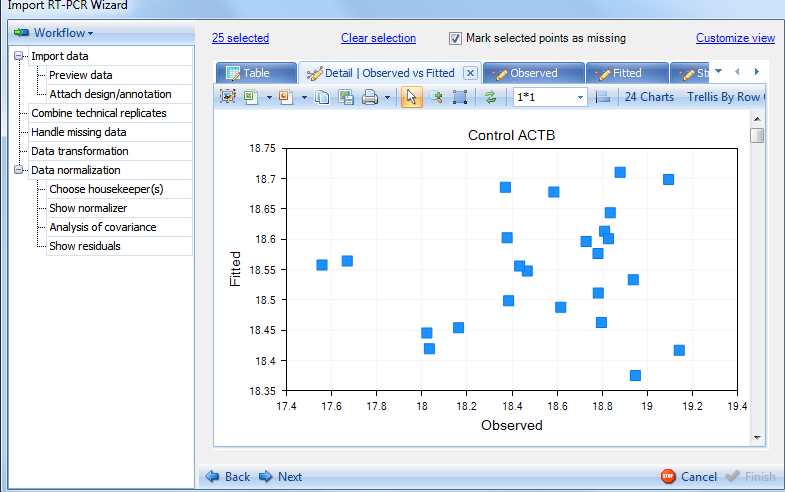 Import RT-PCR Wizard
Workflow
Import data
Preview data
Attach design/annotation
Combine technical replicates
Handle missing data
Data transformation
Data normalization
Choose housekeeper(s)
Show normalizer
Analysis of covariance
Show residuals
25 selected Clear selection Mark selected points as missing Customize view
Table Detail | Observed vs Fitted Observed Fitted
1*1 24 Charts Trellis By Row
Control ACTB
18.75
18.7
18.65
18.6
18.55
18.5
18.45
18.4
18.35
Fitted
17.4 17.6 17.8 18 18.2 18.4 18.6 18.8 19 19.2 19.4
Observed
Back Next STOP Cancel Finish